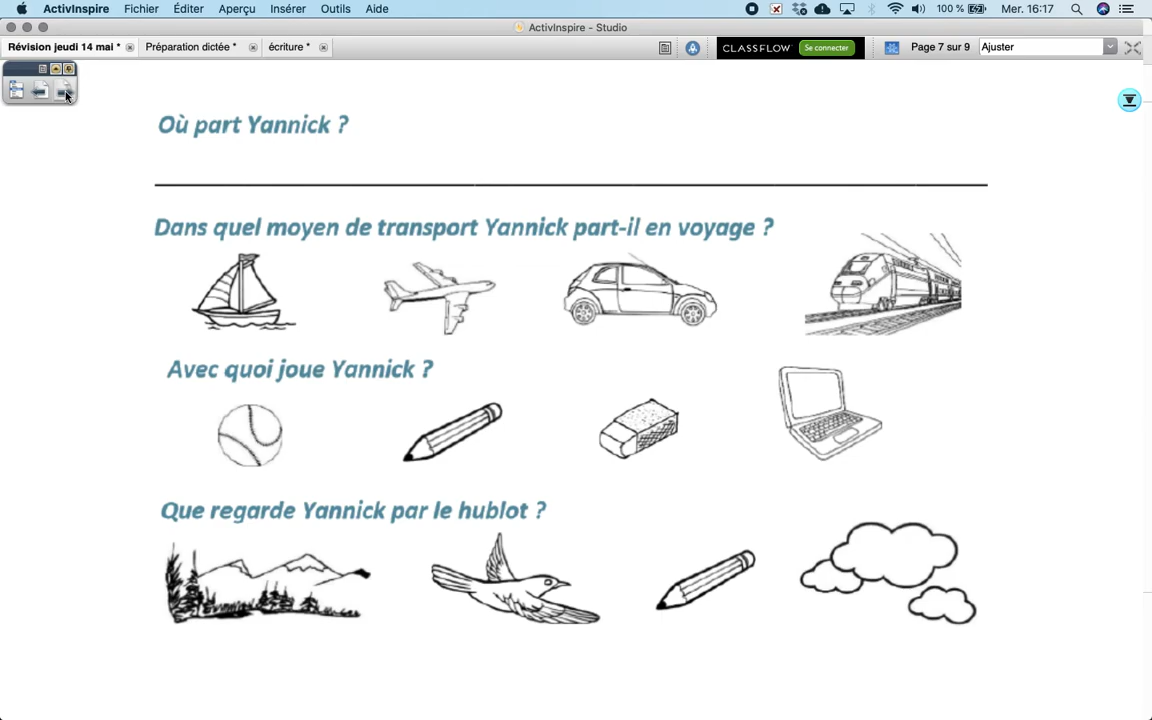 ActivInspire Fichier Éditer Aperçu Insérer Outils Aide 100 % Mer. 16:17
ActivInspire - Studio
Révision jeudi 14 mai * Préparation dictée * écriture * CLASSFLOW Se connecter Page 7 sur 9 Ajuster
Où part Yannick ?
Dans quel moyen de transport Yannick part-il en voyage ?
Avec quoi joue Yannick ?
Que regarde Yannick par le hublot ?